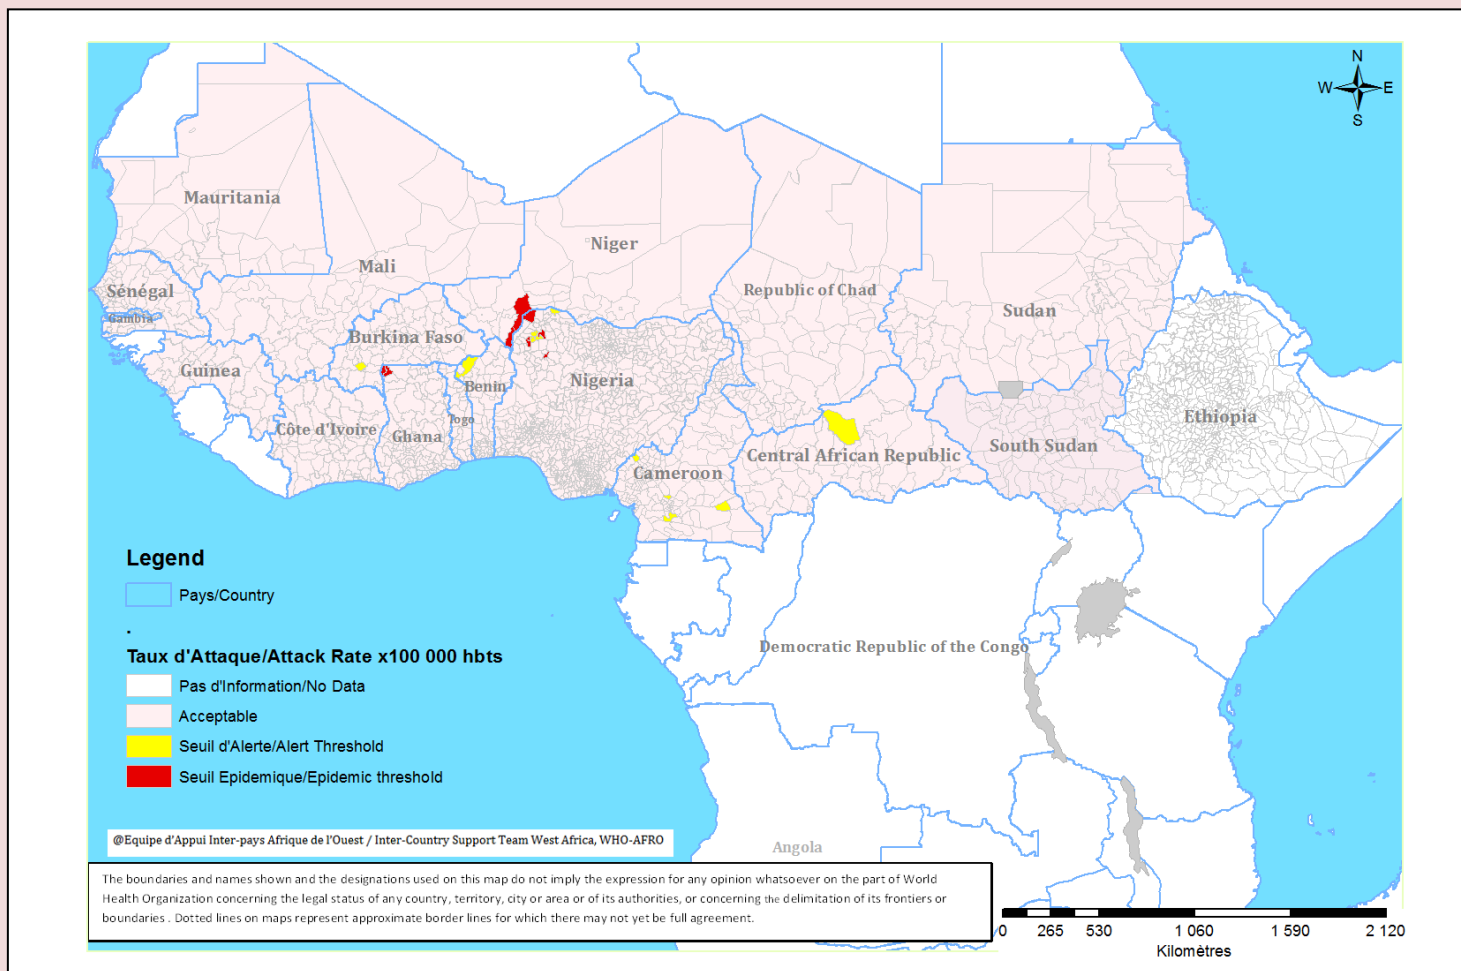 N
W E
S
Mauritania
Niger
Mali
Republic of Chad
Sénégal
Sudan
Gambia
Burkina Faso
Guinea
Nigeria
Benin
Togo
Ethiopia
Côte d'Ivoire
Ghana
South Sudan
Central African Republic
Cameroon
Legend
Pays/Country
.
Taux d'Attaque/Attack Rate x100 000 hbts
Democratic Republic of the Congo
Pas d'Information/No Data
Acceptable
Seuil d'Alerte/Alert Threshold
Seuil Epidemique/Epidemic threshold
@Equipe d'Appui Inter-pays Afrique de l'Ouest / Inter-Country Support Team West Africa, WHO-AFRO
Angola
The boundaries and names shown and the designations used on this map do not imply the expression for any opinion whatsoever on the part of World
Health Organization concerning the legal status of any country, territory, city or area or of its authorities, or concerning the delimitation of its frontiers or
boundaries . Dotted lines on maps represent approximate border lines for which there may not yet be full agreement.
0 265 530 1 060 1 590 2 120
Kilomètres